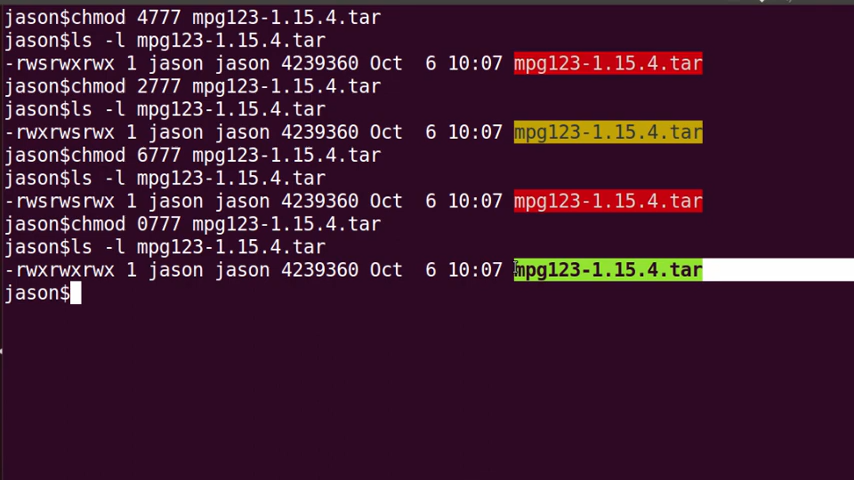 jason$chmod 4777 mpg123-1.15.4.tar
jason$ls -l mpg123-1.15.4.tar
-rwsrwxrwx 1 jason jason 4239360 Oct  6 10:07 mpg123-1.15.4.tar
jason$chmod 2777 mpg123-1.15.4.tar
jason$ls -l mpg123-1.15.4.tar
-rwxrwsrwx 1 jason jason 4239360 Oct  6 10:07 mpg123-1.15.4.tar
jason$chmod 6777 mpg123-1.15.4.tar
jason$ls -l mpg123-1.15.4.tar
-rwsrwsrwx 1 jason jason 4239360 Oct  6 10:07 mpg123-1.15.4.tar
jason$chmod 0777 mpg123-1.15.4.tar
jason$ls -l mpg123-1.15.4.tar
-rwxrwxrwx 1 jason jason 4239360 Oct  6 10:07 mpg123-1.15.4.tar
jason$